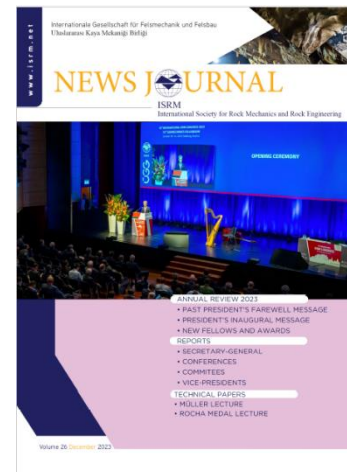 www.isrm.net
Internationale Gesellschaft für Felsmechanik und Felsbau
Uluslararası Kaya Mekaniği Birliği
NEWS JOURNAL
ISRM
International Society for Rock Mechanics and Rock Engineering
OPENING CEREMONY
ANNUAL REVIEW 2023
• PAST PRESIDENT'S FAREWELL MESSAGE
• PRESIDENT'S INAUGURAL MESSAGE
• NEW FELLOWS AND AWARDS
REPORTS
• SECRETARY-GENERAL
• CONFERENCES
• COMMITEES
• VICE-PRESIDENTS
TECHNICAL PAPERS
• MÜLLER LECTURE
• ROCHA MEDAL LECTURE
Volume 26 December 2023